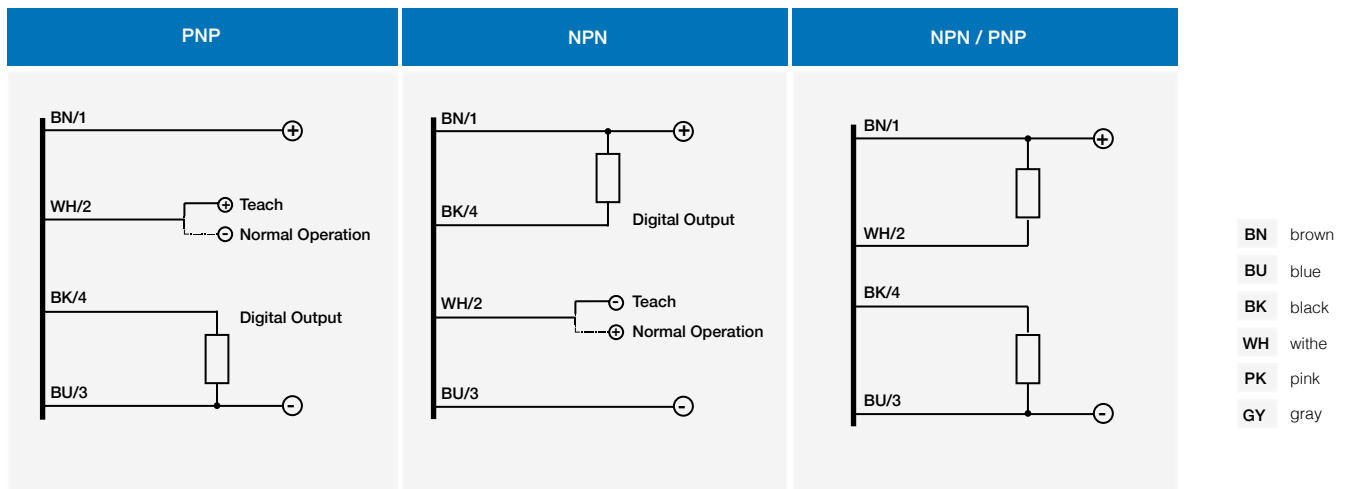 PNP
BN/1
+
WH/2
+ Teach
- Normal Operation
BK/4
Digital Output
BU/3
-
NPN
BN/1
+
BK/4
Digital Output
WH/2
- Teach
+ Normal Operation
BU/3
-
NPN / PNP
BN/1
+
WH/2
BK/4
BU/3
-
BN brown
BU blue
BK black
WH withe
PK pink
GY gray